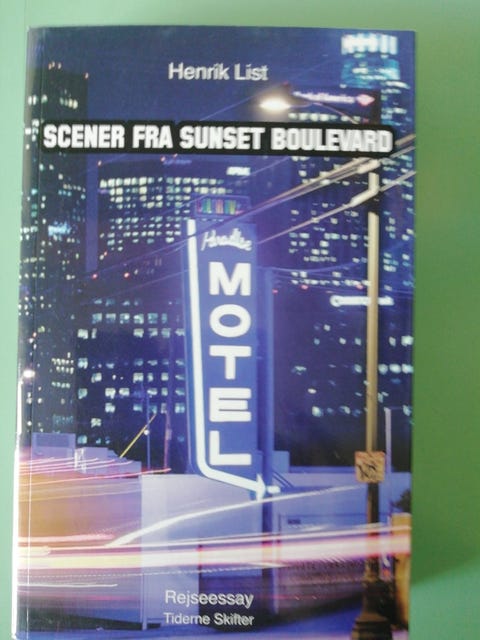 Henrik List
SCENER FRA SUNSET BOULEVARD
Paradise
MOTEL
Rejseessay
Tiderne Skifter